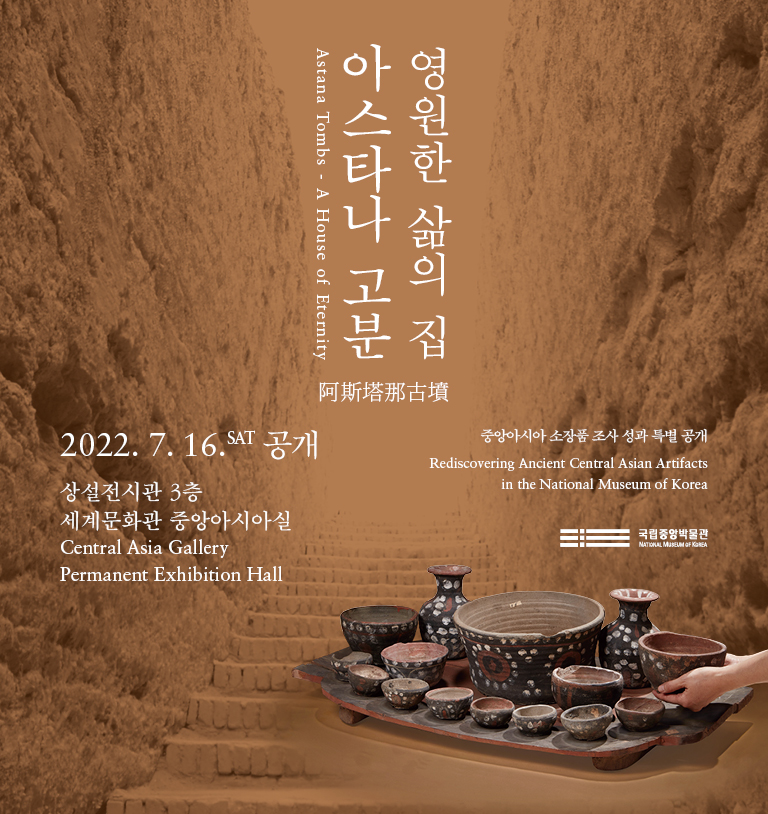 영원한 삶의 집
아스타나 고분
Astana Tombs - A House of Eternity
阿斯塔那古墳
2022. 7. 16.SAT 공개
상설전시관 3층
세계문화관 중앙아시아실
Central Asia Gallery
Permanent Exhibition Hall
중앙아시아 소장품 조사 성과 특별 공개
Rediscovering Ancient Central Asian Artifacts
in the National Museum of Korea
국립중앙박물관
NATIONAL MUSEUM OF KOREA